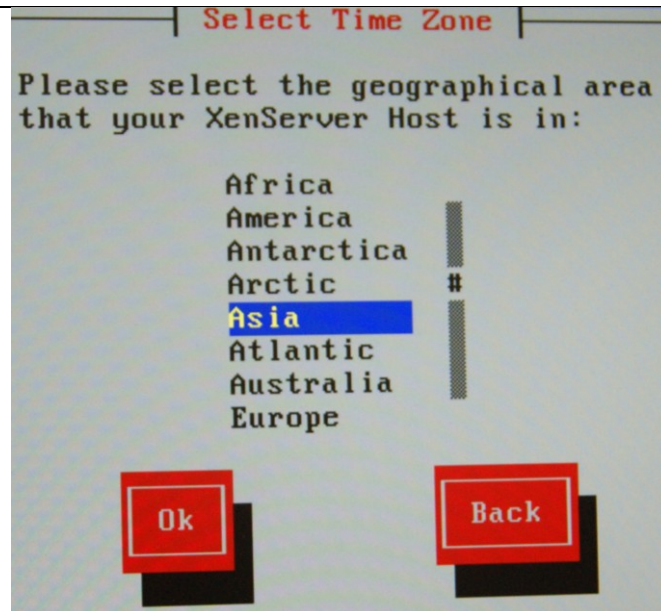 Select Time Zone
Please select the geographical area
that your XenServer Host is in:
Africa
America
Antarctica
Arctic #
Asia
Atlantic
Australia
Europe
Ok Back